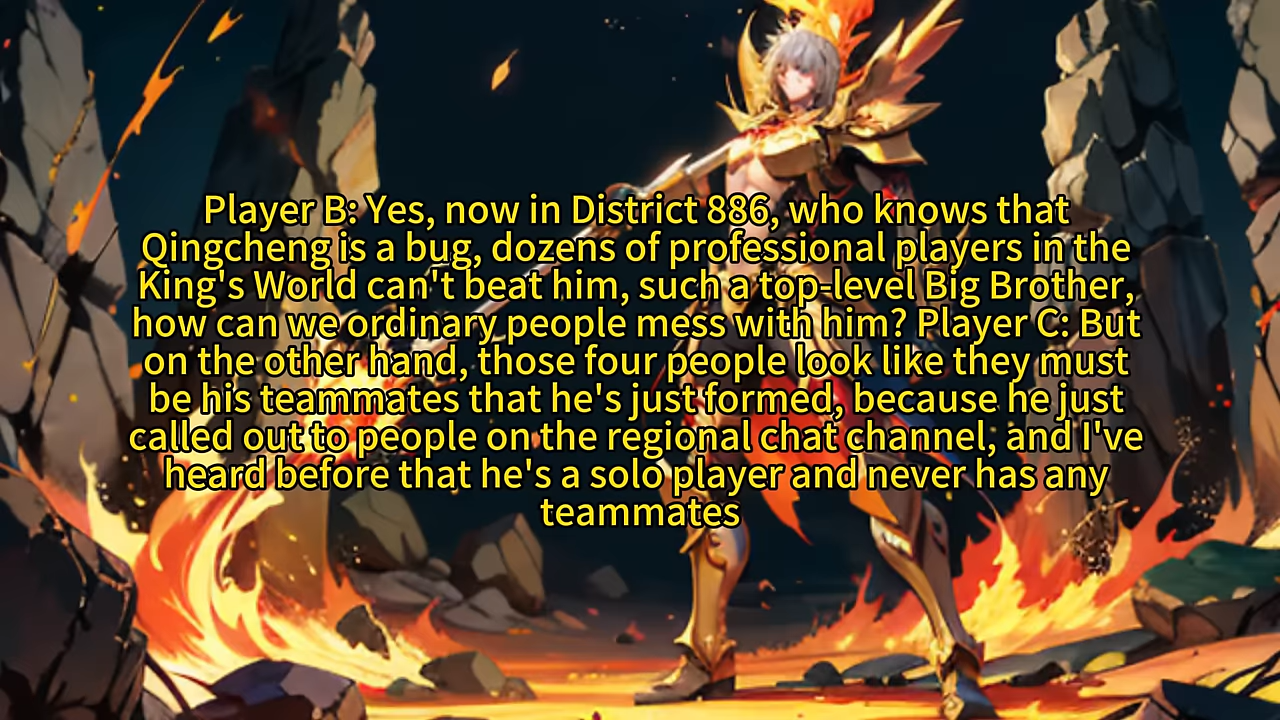 Player B: Yes, now in District 886, who knows that
Qingcheng is a bug, dozens of professional players in the
King's World can't beat him, such a top-level Big Brother,
how can we ordinary people mess with him? Player C: But
on the other hand, those four people look like they must
be his teammates that he's just formed, because he just
called out to people on the regional chat channel, and I've
heard before that he's a solo player and never has any
teammates